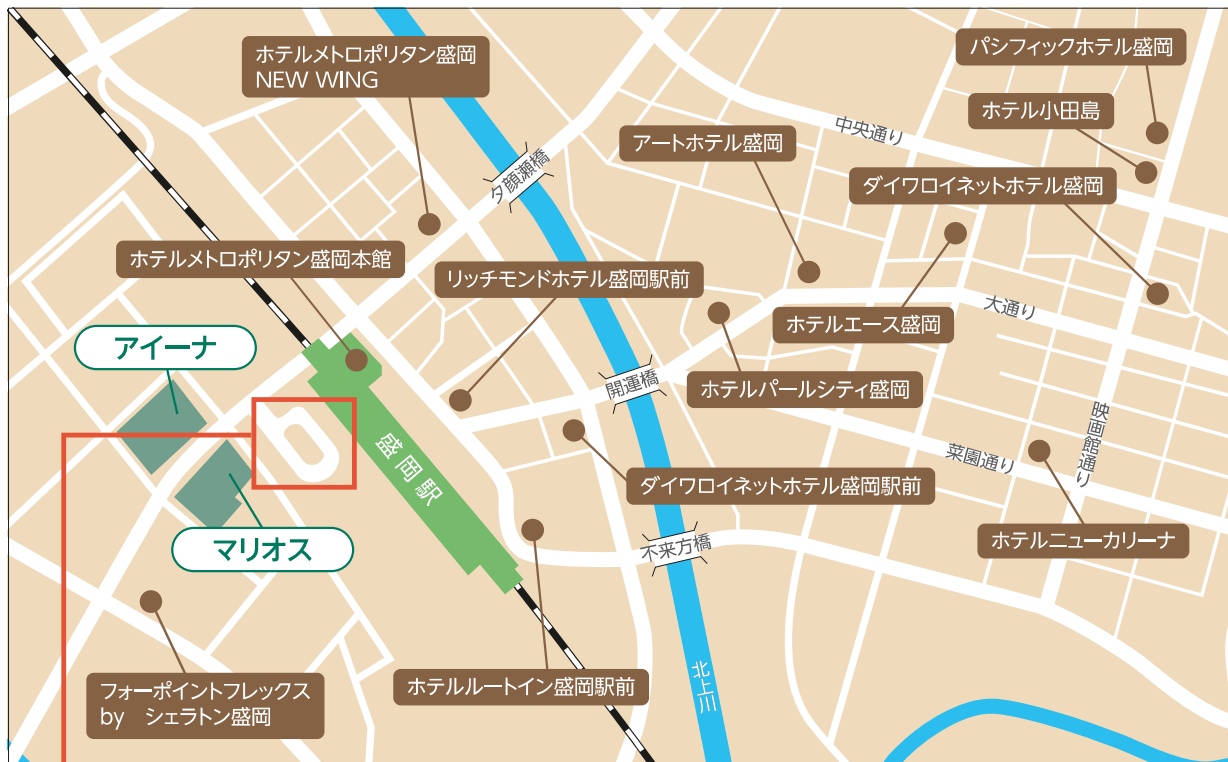 ホテルメトロポリタン盛岡
NEW WING
パシフィックホテル盛岡
ホテル小田島
アートホテル盛岡
中央通り
夕顔瀬橋
ダイワロイネットホテル盛岡
ホテルメトロポリタン盛岡本館
リッチモンドホテル盛岡駅前
大通り
ホテルエース盛岡
アイーナ
開運橋
ホテルパールシティ盛岡
映画館通り
盛岡駅
菜園通り
ダイワロイネットホテル盛岡駅前
マリオス
不来方橋
ホテルニューカリーナ
北上川
フォーポイントフレックス
by　シェラトン盛岡
ホテルルートイン盛岡駅前